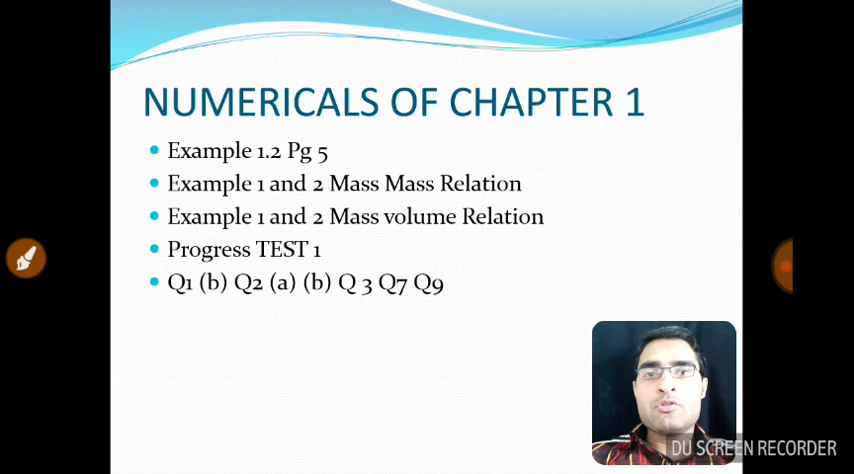 NUMERICALS OF CHAPTER 1
Example 1.2 Pg 5
Example 1 and 2 Mass Mass Relation
Example 1 and 2 Mass volume Relation
Progress TEST 1
Q1 (b) Q2 (a) (b) Q 3 Q7 Q9
DU SCREEN RECORDER